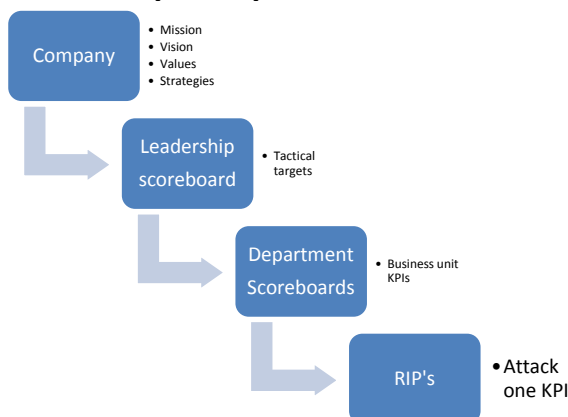 Company
• Mission
• Vision
• Values
• Strategies
Leadership
scoreboard
• Tactical
targets
Department
Scoreboards
• Business unit
KPIs
RIP's
• Attack
one KPI